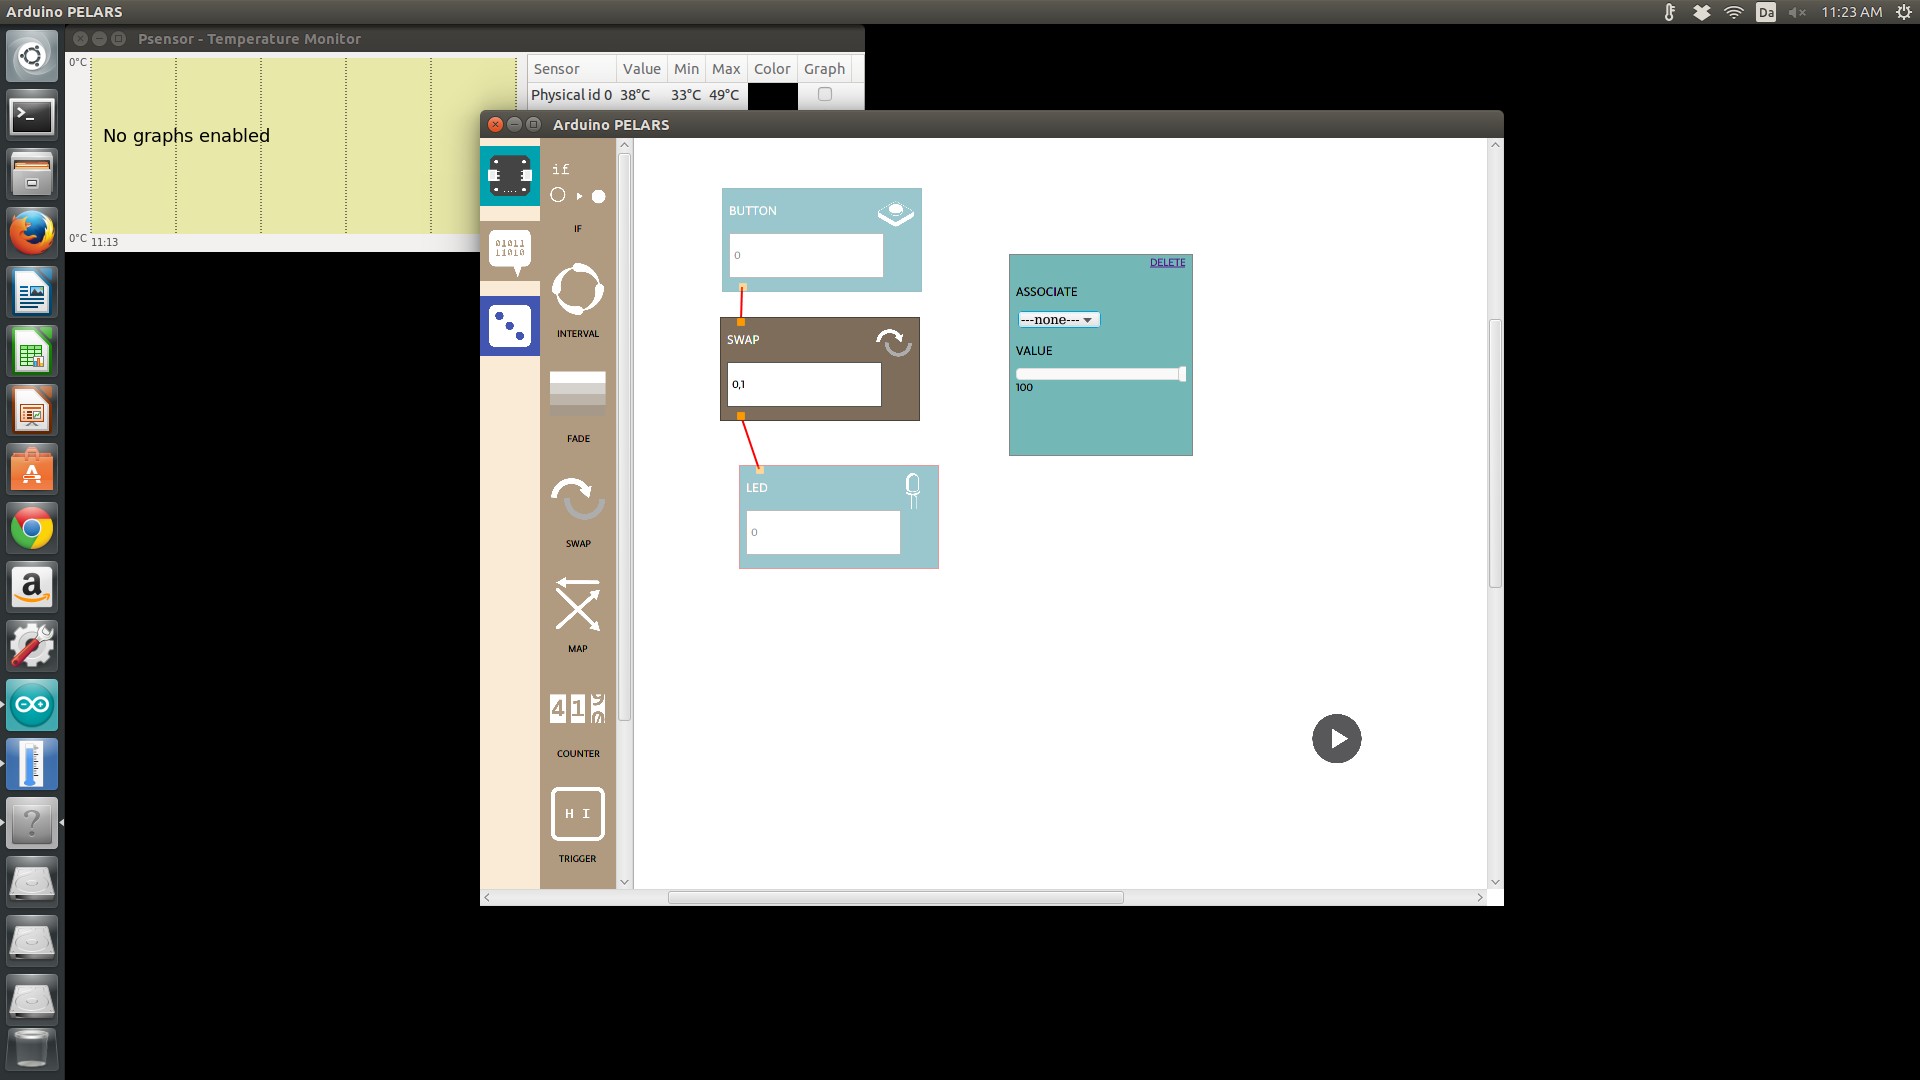 Arduino PELARS
Da
11:23 AM
Psensor - Temperature Monitor
0°C
No graphs enabled
0°C
11:13
Sensor Value Min Max Color Graph
Physical id 0 38°C 33°C 49°C
Arduino PELARS
01011
11010
if
IF
INTERVAL
FADE
SWAP
MAP
4 1 9
0
COUNTER
H I
TRIGGER
BUTTON
0
SWAP
0,1
LED
0
DELETE
ASSOCIATE
---none---
VALUE
100